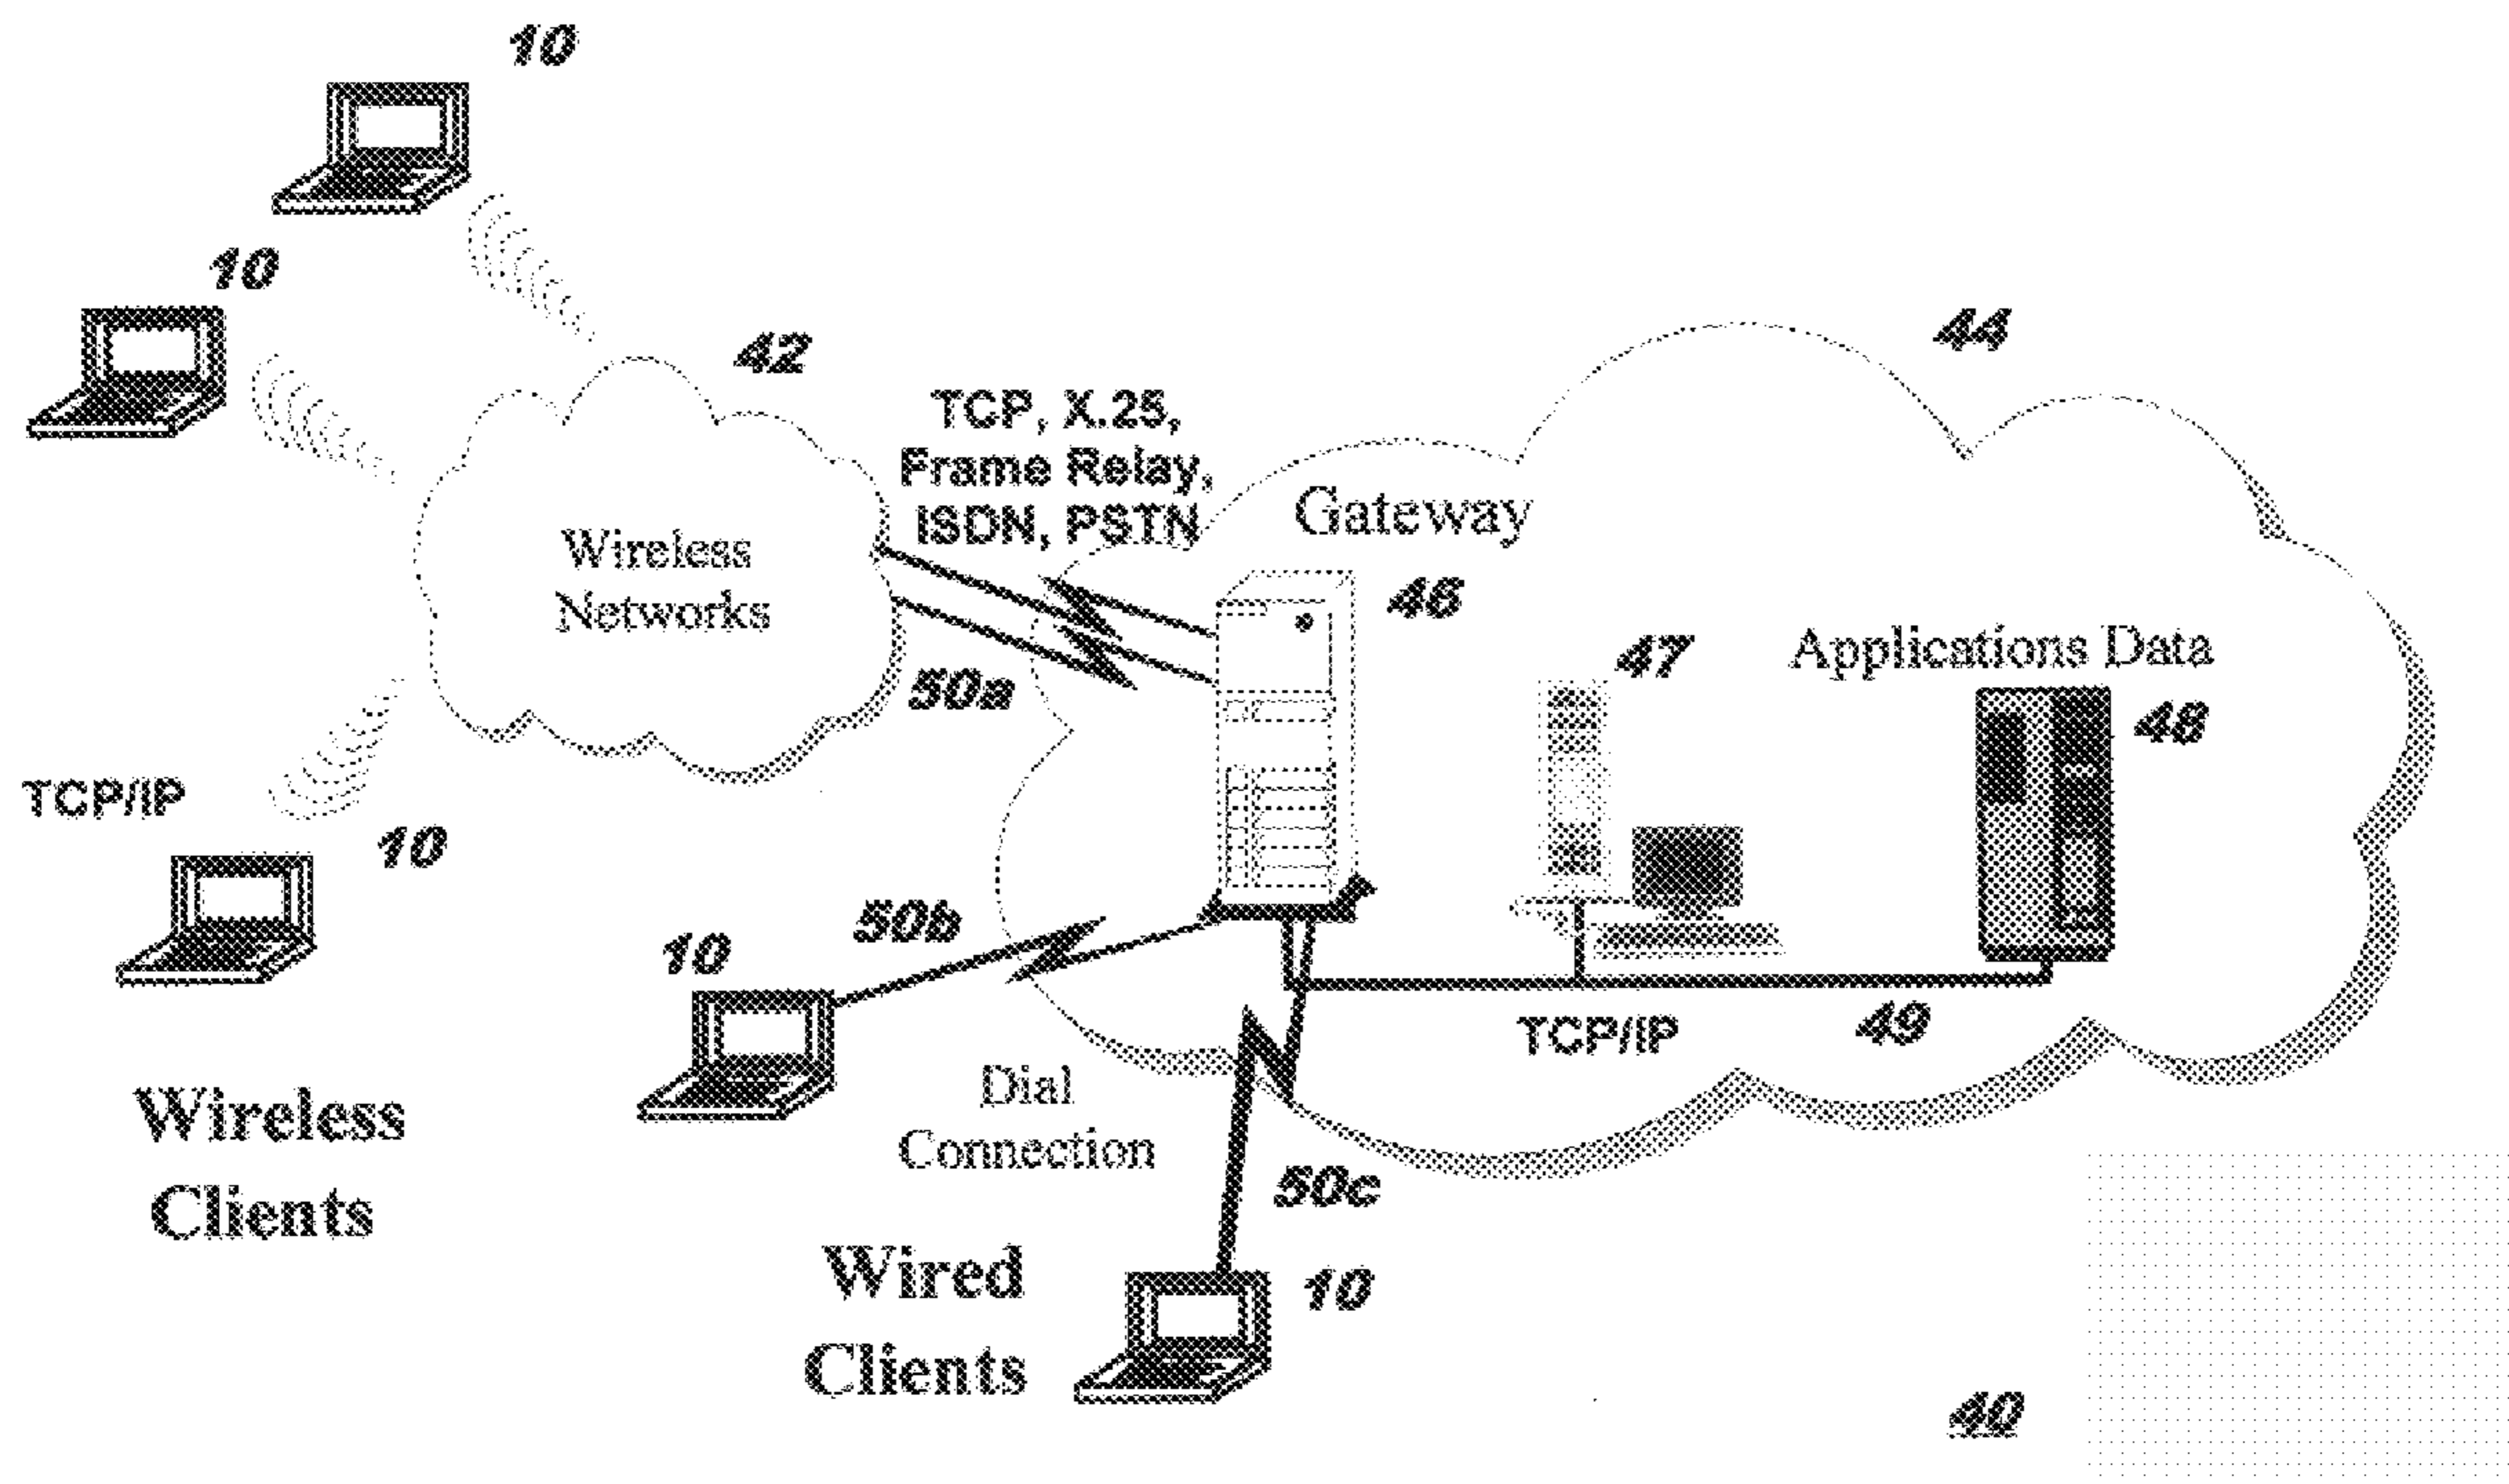 10
10
42
44
TCP, X.25,
Frame Relay,
ISDN, PSTN
Gateway
Wireless
Networks
46
47
Applications Data
50a
48
TCP/IP
10
50b
10
TCP/IP
49
Dial
Connection
Wireless
Clients
50c
Wired
Clients
10
40